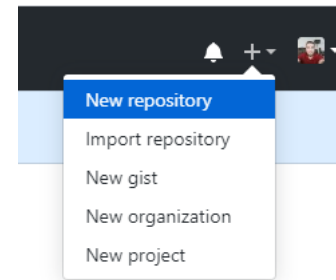 New repository
Import repository
New gist
New organization
New project